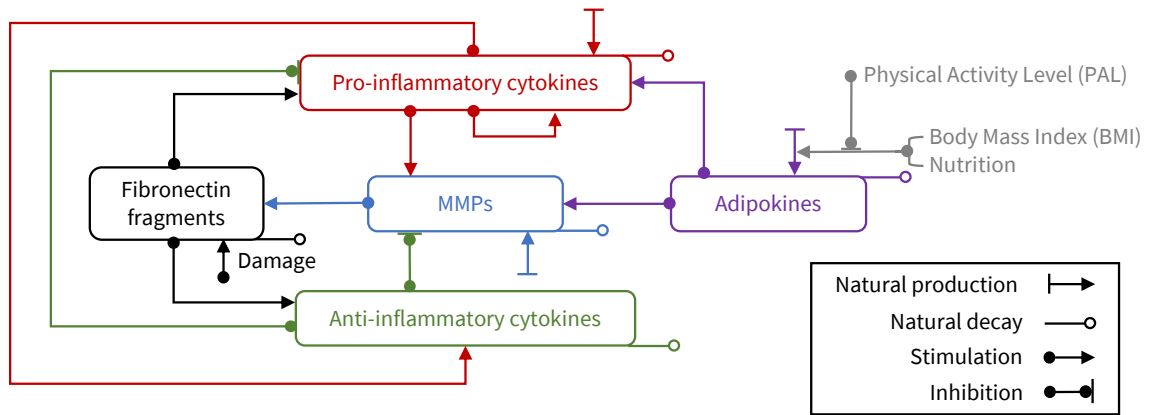 Pro-inflammatory cytokines
Physical Activity Level (PAL)
Body Mass Index (BMI)
Nutrition
Fibronectin
fragments
MMPs
Adipokines
Damage
Anti-inflammatory cytokines
Natural production
Natural decay
Stimulation
Inhibition